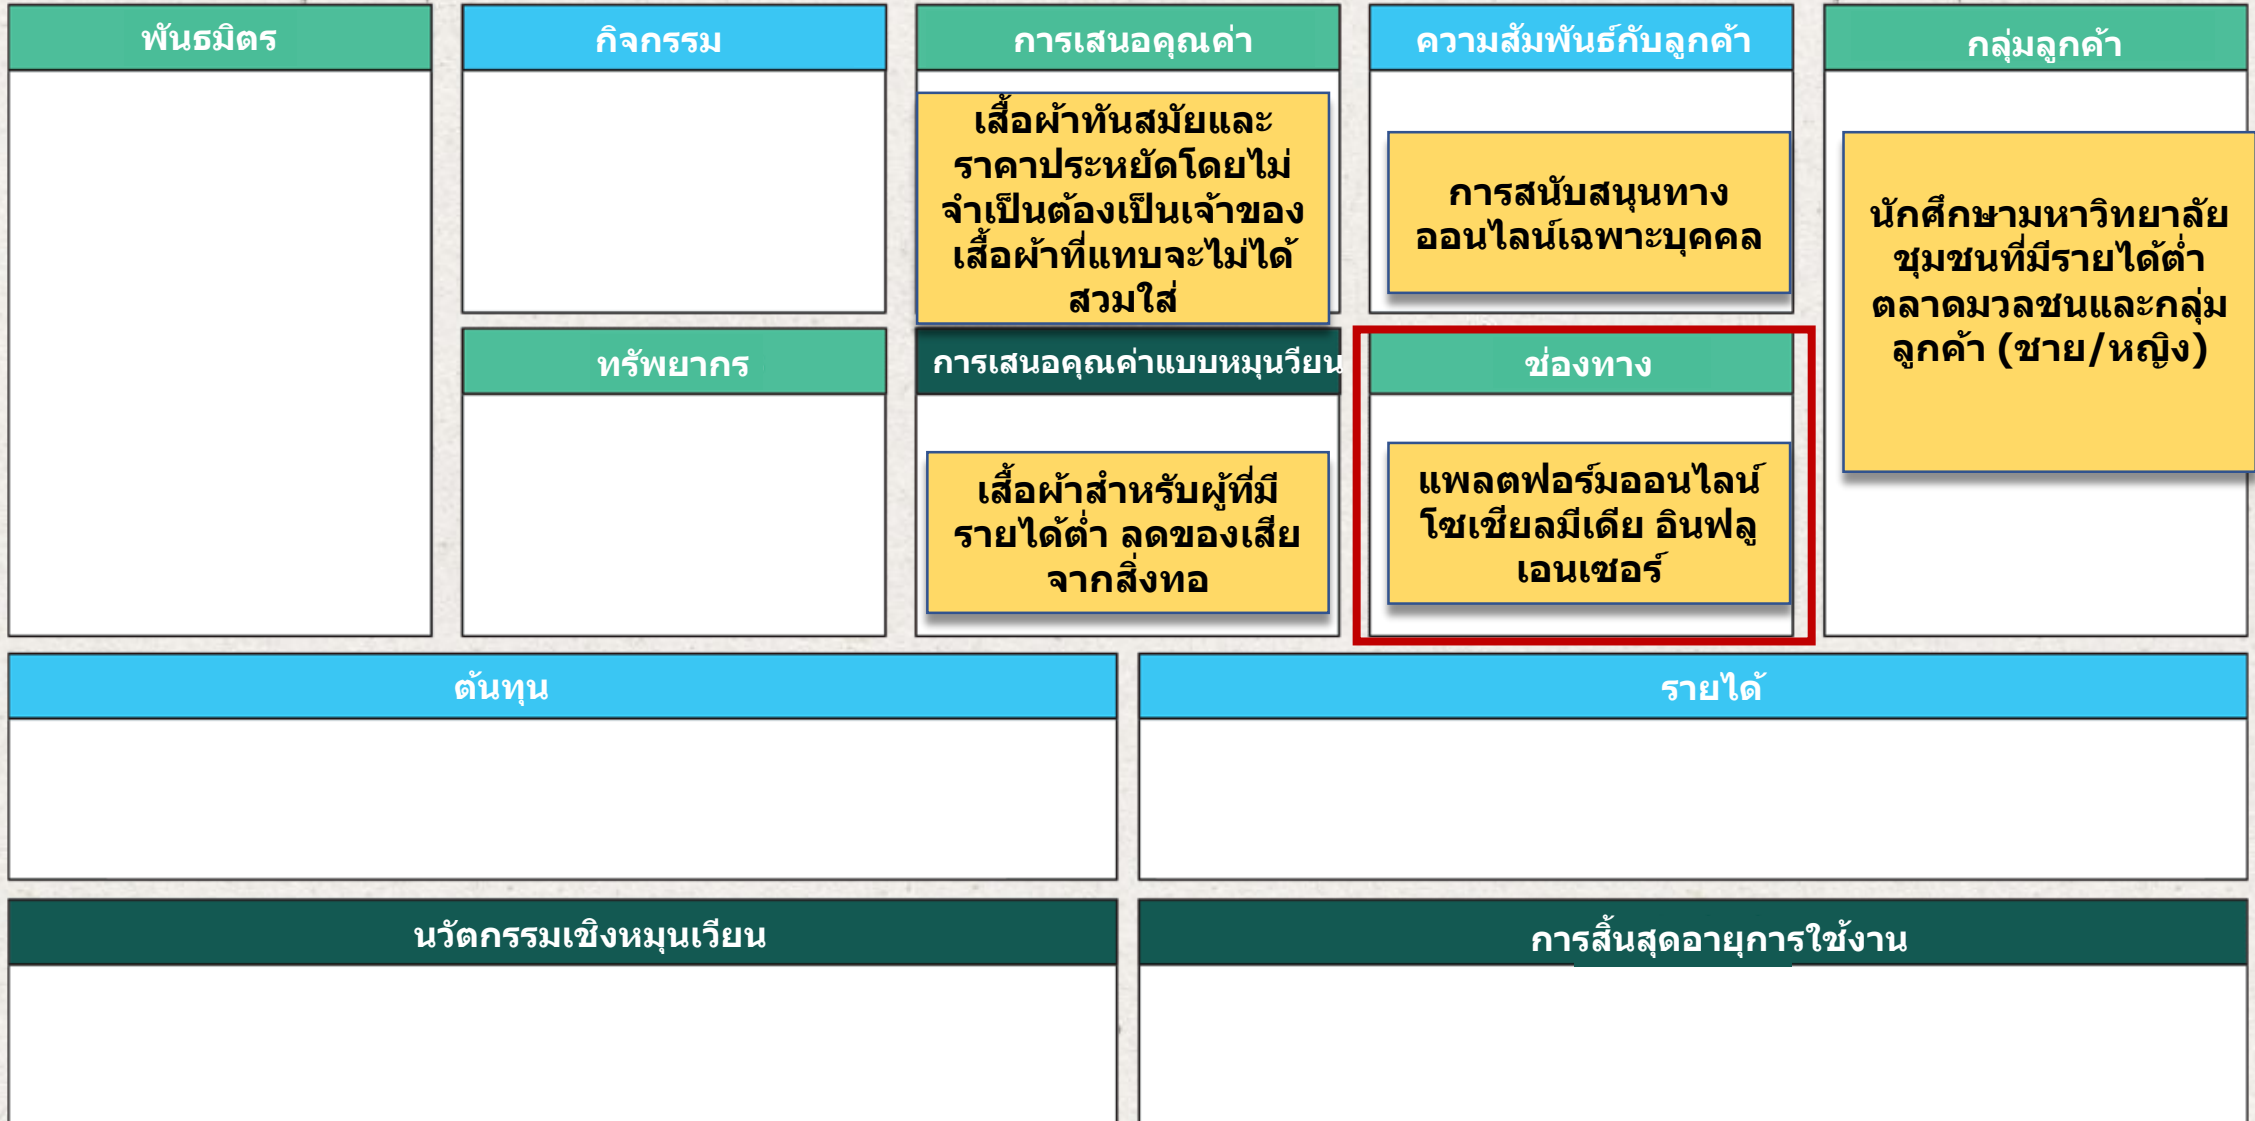 พันธมิตร
กิจกรรม
การเสนอคุณค่า
เสื้อผ้าทันสมัยและ
ราคาประหยัดโดยไม่
จำเป็นต้องเป็นเจ้าของ
เสื้อผ้าที่แทบจะไม่ได้
สวมใส่
ความสัมพันธ์กับลูกค้า
การสนับสนุนทาง
ออนไลน์เฉพาะบุคคล
กลุ่มลูกค้า
นักศึกษามหาวิทยาลัย
ชุมชนที่มีรายได้ต่ำ
ตลาดมวลชนและกลุ่ม
ลูกค้า (ชาย/หญิง)
ทรัพยากร
การเสนอคุณค่าแบบหมุนวียน
เสื้อผ้าสำหรับผู้ที่มี
รายได้ต่ำ ลดของเสีย
จากสิ่งทอ
ช่องทาง
แพลตฟอร์มออนไลน์
โซเชียลมีเดีย อินฟลู
เอนเซอร์
ต้นทุน
รายได้
นวัตกรรมเชิงหมุนเวียน
การสิ้นสุดอายุการใช้งาน